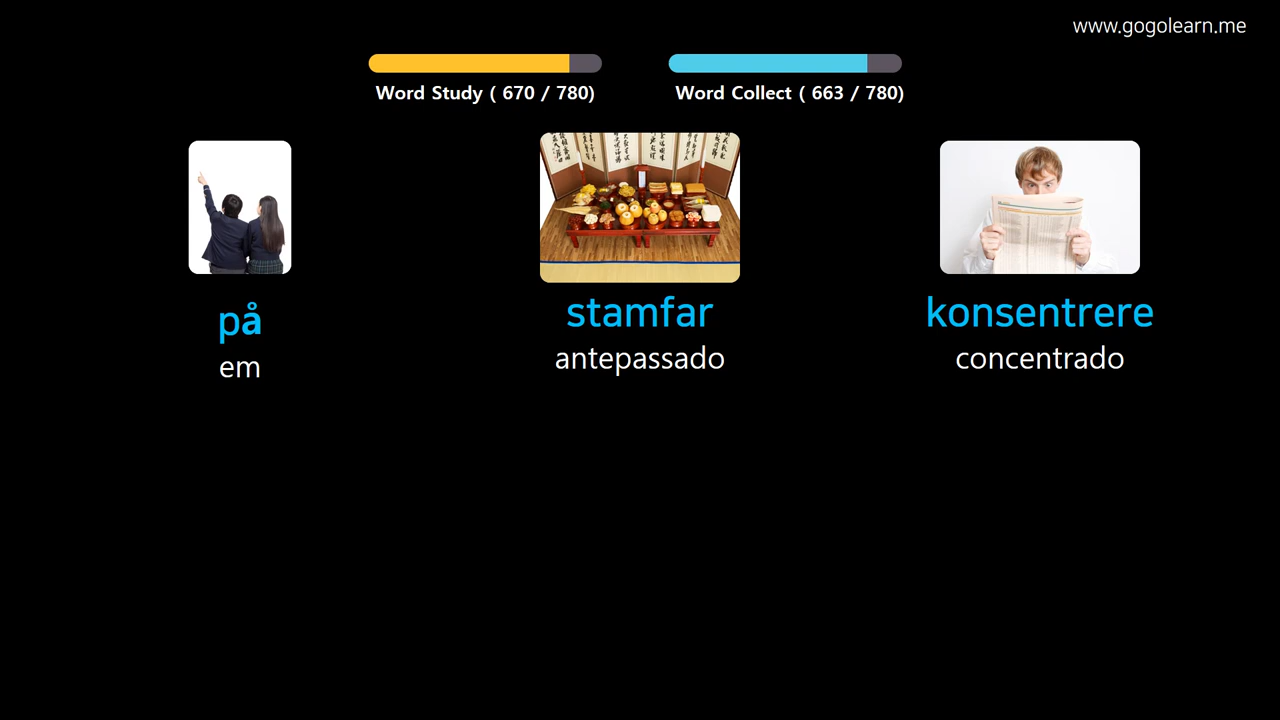 www.gogolearn.me
Word Study ( 670 / 780)
Word Collect ( 663 / 780)
på
em
stamfar
antepassado
konsentrere
concentrado